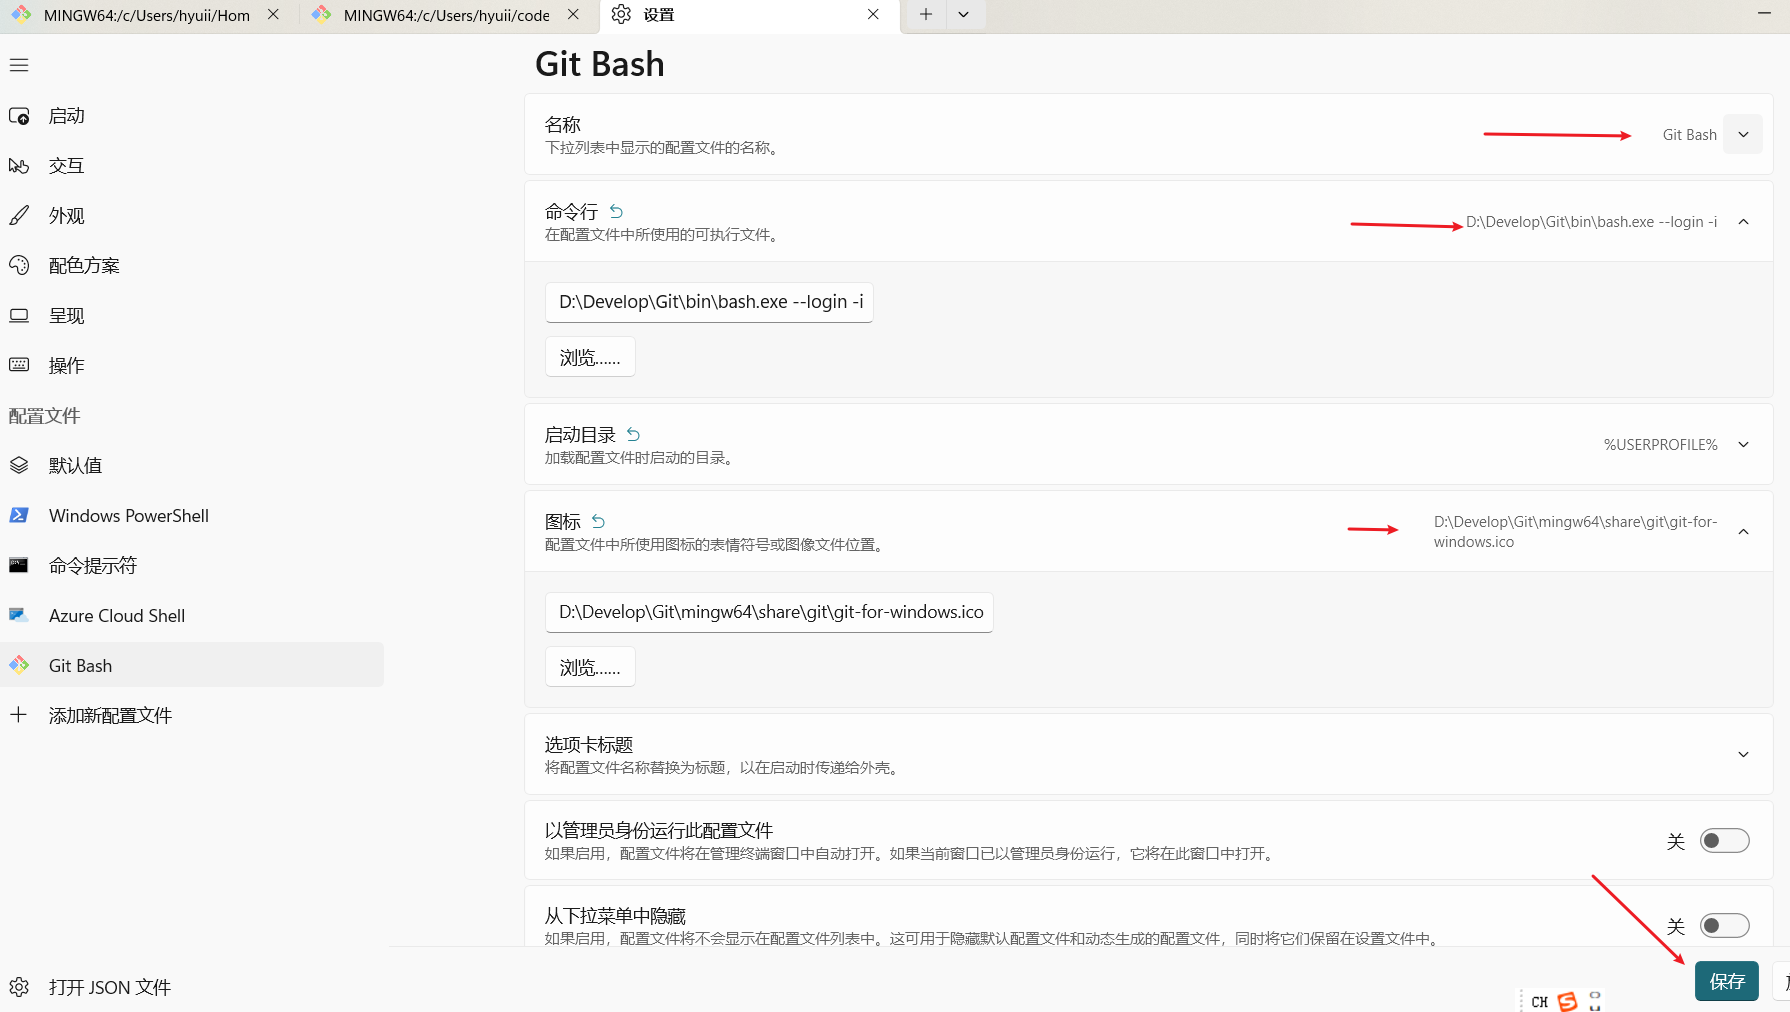 MINGW64:/c/Users/hyuii/Hom
MINGW64:/c/Users/hyuii/code
设置
Git Bash
启动
交互
外观
配色方案
呈现
操作
配置文件
默认值
Windows PowerShell
命令提示符
Azure Cloud Shell
Git Bash
添加新配置文件
打开 JSON 文件
名称
下拉列表中显示的配置文件的名称。
Git Bash
命令行
在配置文件中所使用的可执行文件。
D:\Develop\Git\bin\bash.exe --login -i
D:\Develop\Git\bin\bash.exe --login -i
浏览......
启动目录
加载配置文件时启动的目录。
%USERPROFILE%
图标
配置文件中所使用图标的表情符号或图像文件位置。
D:\Develop\Git\mingw64\share\git\git-for-
windows.ico
D:\Develop\Git\mingw64\share\git\git-for-windows.ico
浏览......
选项卡标题
将配置文件名称替换为标题，以在启动时传递给外壳。
以管理员身份运行此配置文件
如果启用，配置文件将在管理终端窗口中自动打开。如果当前窗口已以管理员身份运行，它将在此窗口中打开。
关
从下拉菜单中隐藏
如果启用，配置文件将不会显示在配置文件列表中。这可用于隐藏默认配置文件和动态生成的配置文件，同时将它们保留在设置文件中。
关
保存
CH